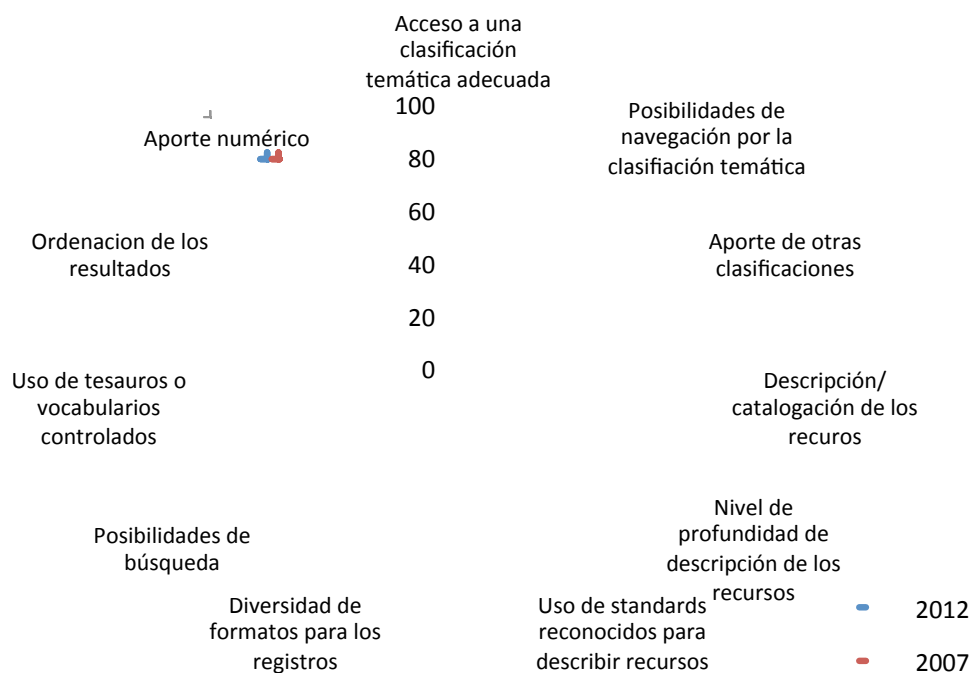 Acceso a una
clasificación
temática adecuada
100
80
60
40
20
0
Posibilidades de
navegación por la
clasifiación temática
Aporte de otras
clasificaciones
Descripción/
catalogación de los
recuros
Nivel de
profundidad de
descripción de los
recursos
Uso de standards
reconocidos para
describir recursos
Diversidad de
formatos para los
registros
Posibilidades de
búsqueda
Uso de tesauros o
vocabularios
controlados
Ordenacion de los
resultados
Aporte numérico
2012
2007